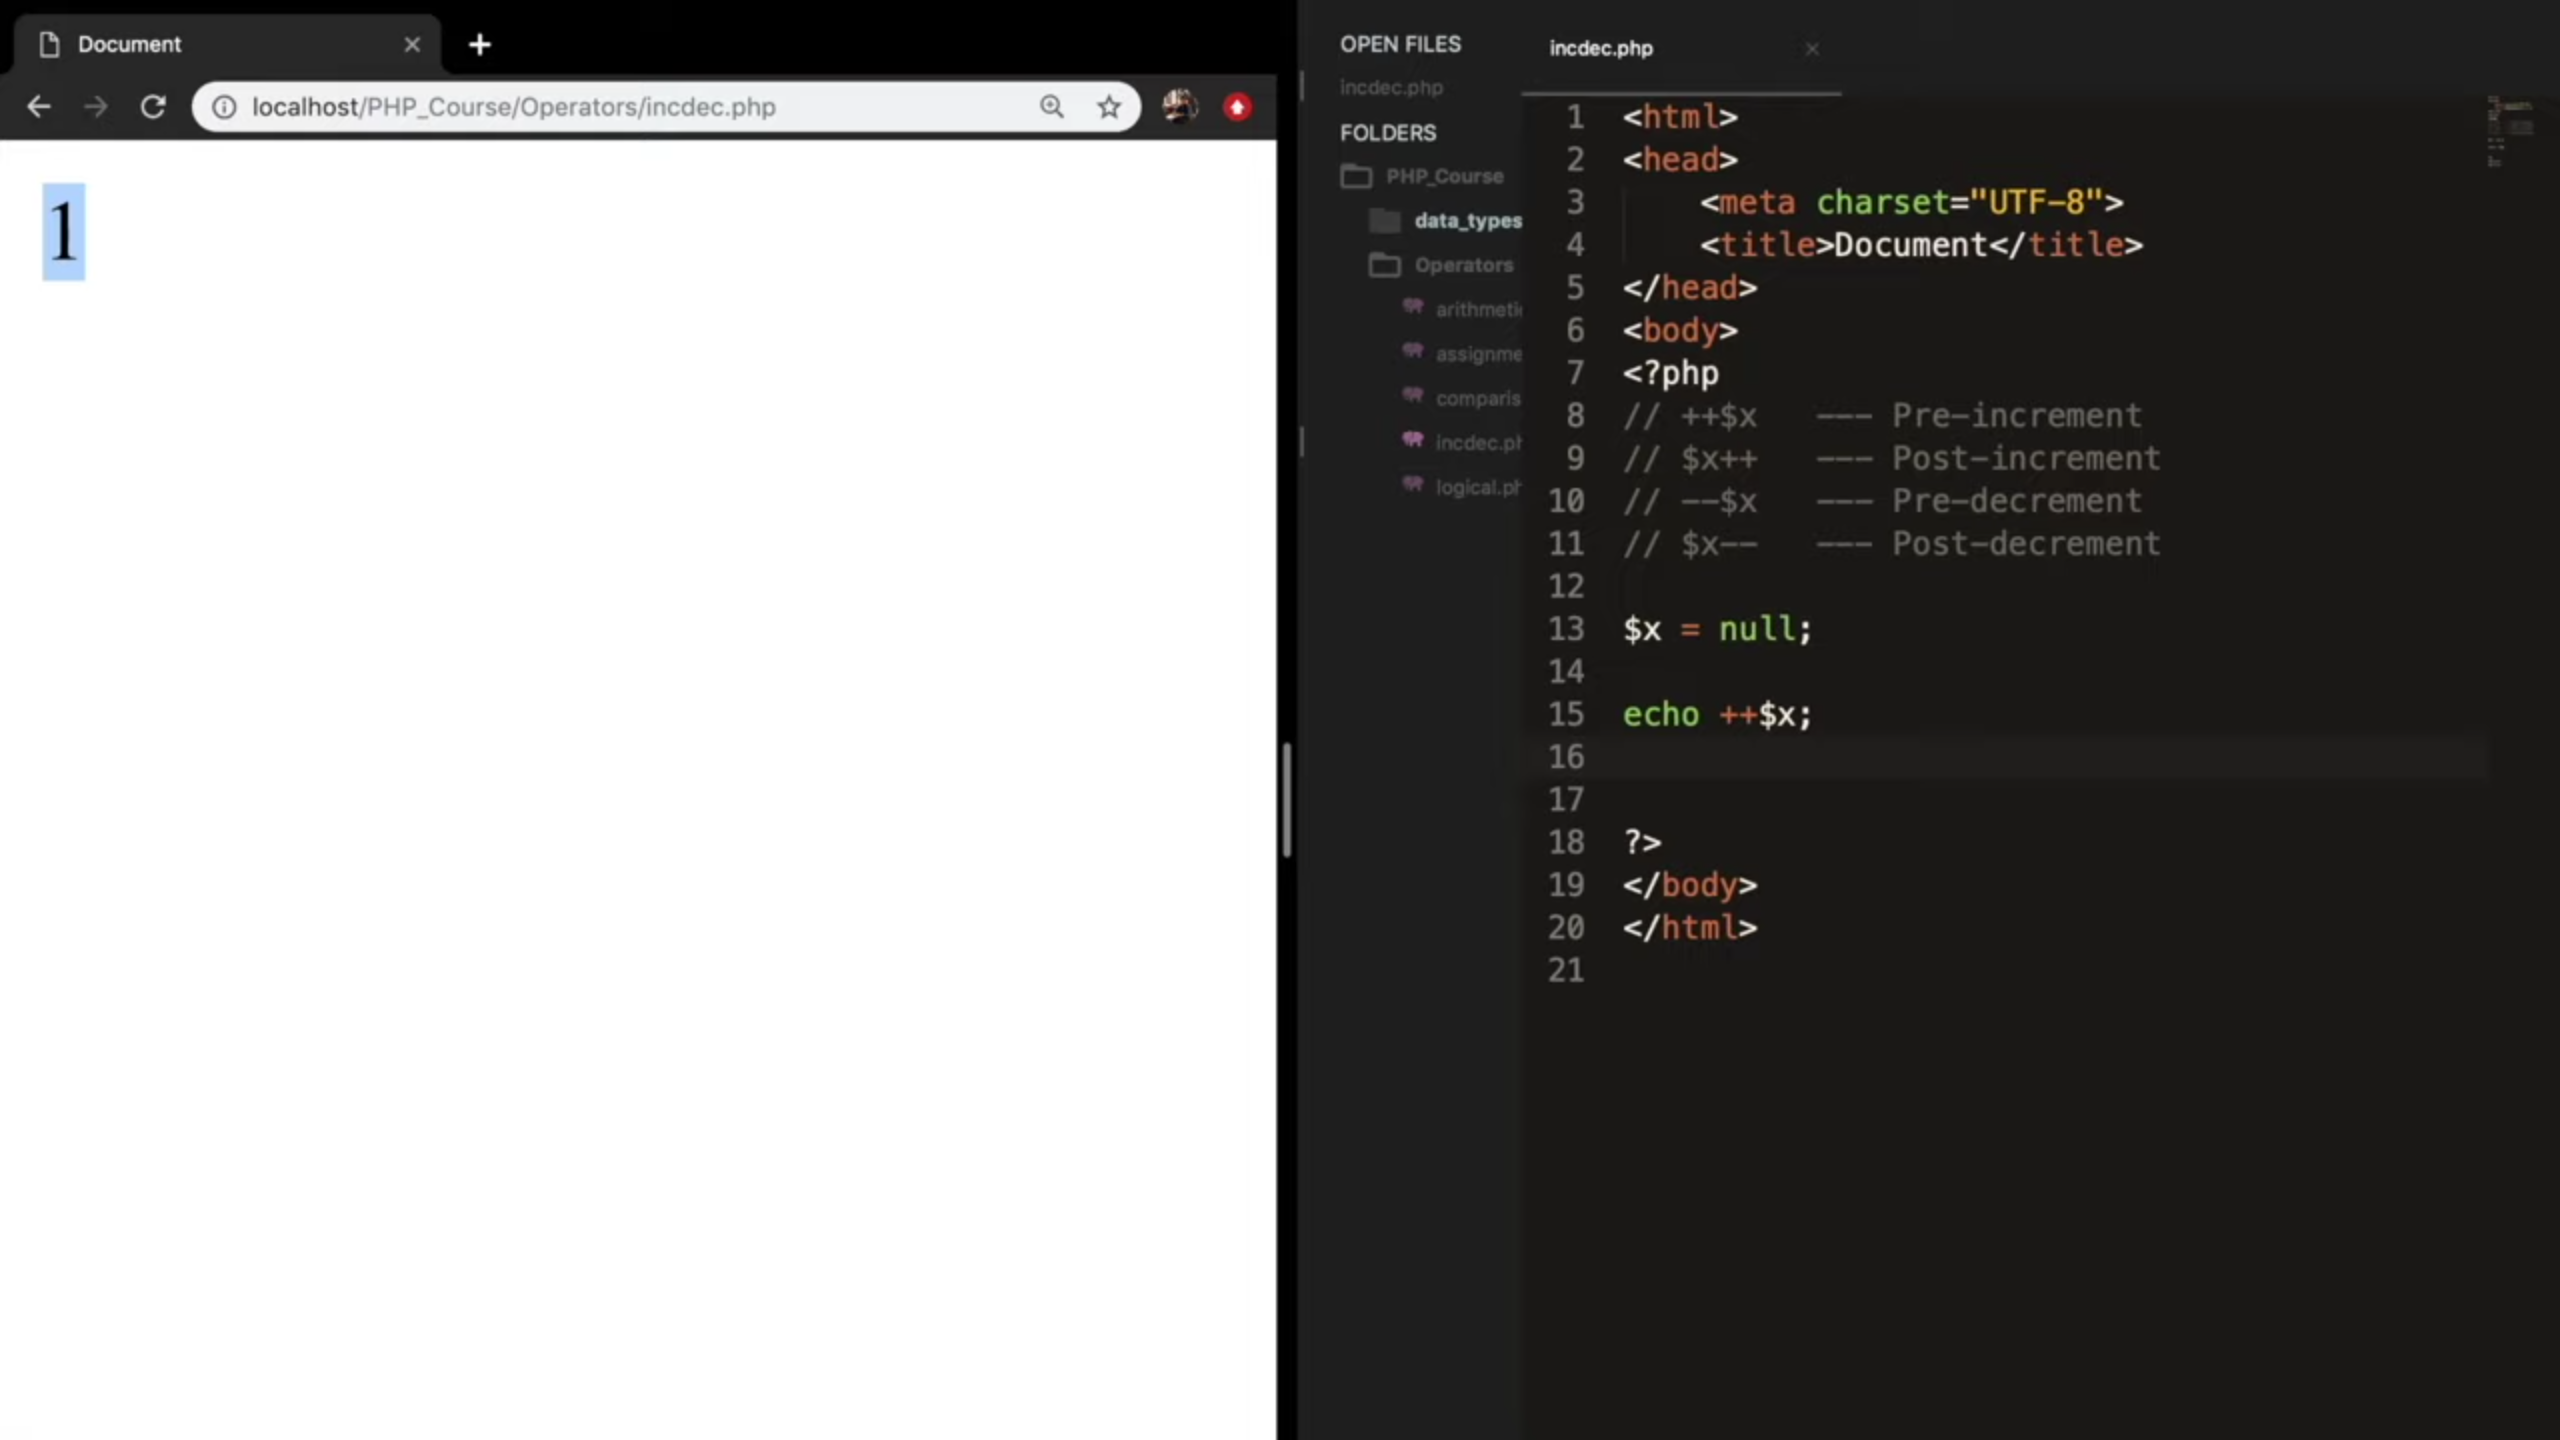 Document
localhost/PHP_Course/Operators/incdec.php
1
OPEN FILES
incdec.php
FOLDERS
PHP_Course
data_types
Operators
arithmeti
assignme
comparis
incdec.ph
logical.ph
incdec.php
1 <html>
2 <head>
3 <meta charset="UTF-8">
4 <title>Document</title>
5 </head>
6 <body>
7 <?php
8 // ++$x --- Pre-increment
9 // $x++ --- Post-increment
10 // --$x --- Pre-decrement
11 // $x-- --- Post-decrement
12
13 $x = null;
14
15 echo ++$x;
16
17
18 ?>
19 </body>
20 </html>
21